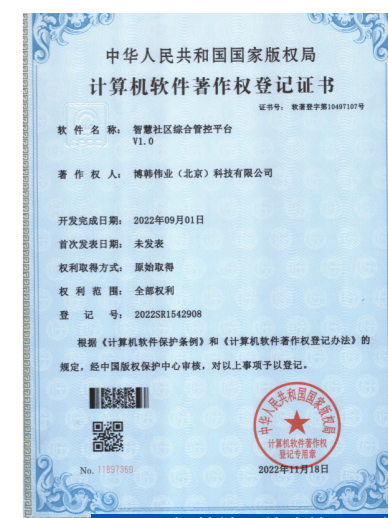 中华人民共和国国家版权局
计算机软件著作权登记证书
证书号： 软著登字第10497107号
软 件 名 称： 智慧社区综合管控平台
V1.0
著 作 权 人： 博韩伟业（北京）科技有限公司
开发完成日期： 2022年09月01日
首次发表日期： 未发表
权利取得方式： 原始取得
权 利 范 围： 全部权利
登 记 号： 2022SR1542908
根据《计算机软件保护条例》和《计算机软件著作权登记办法》的
规定，经中国版权保护中心审核，对以上事项予以登记。
中华人民共和国国家版权局
计算机软件著作权
登记专用章
No. 11897369
2022年11月18日